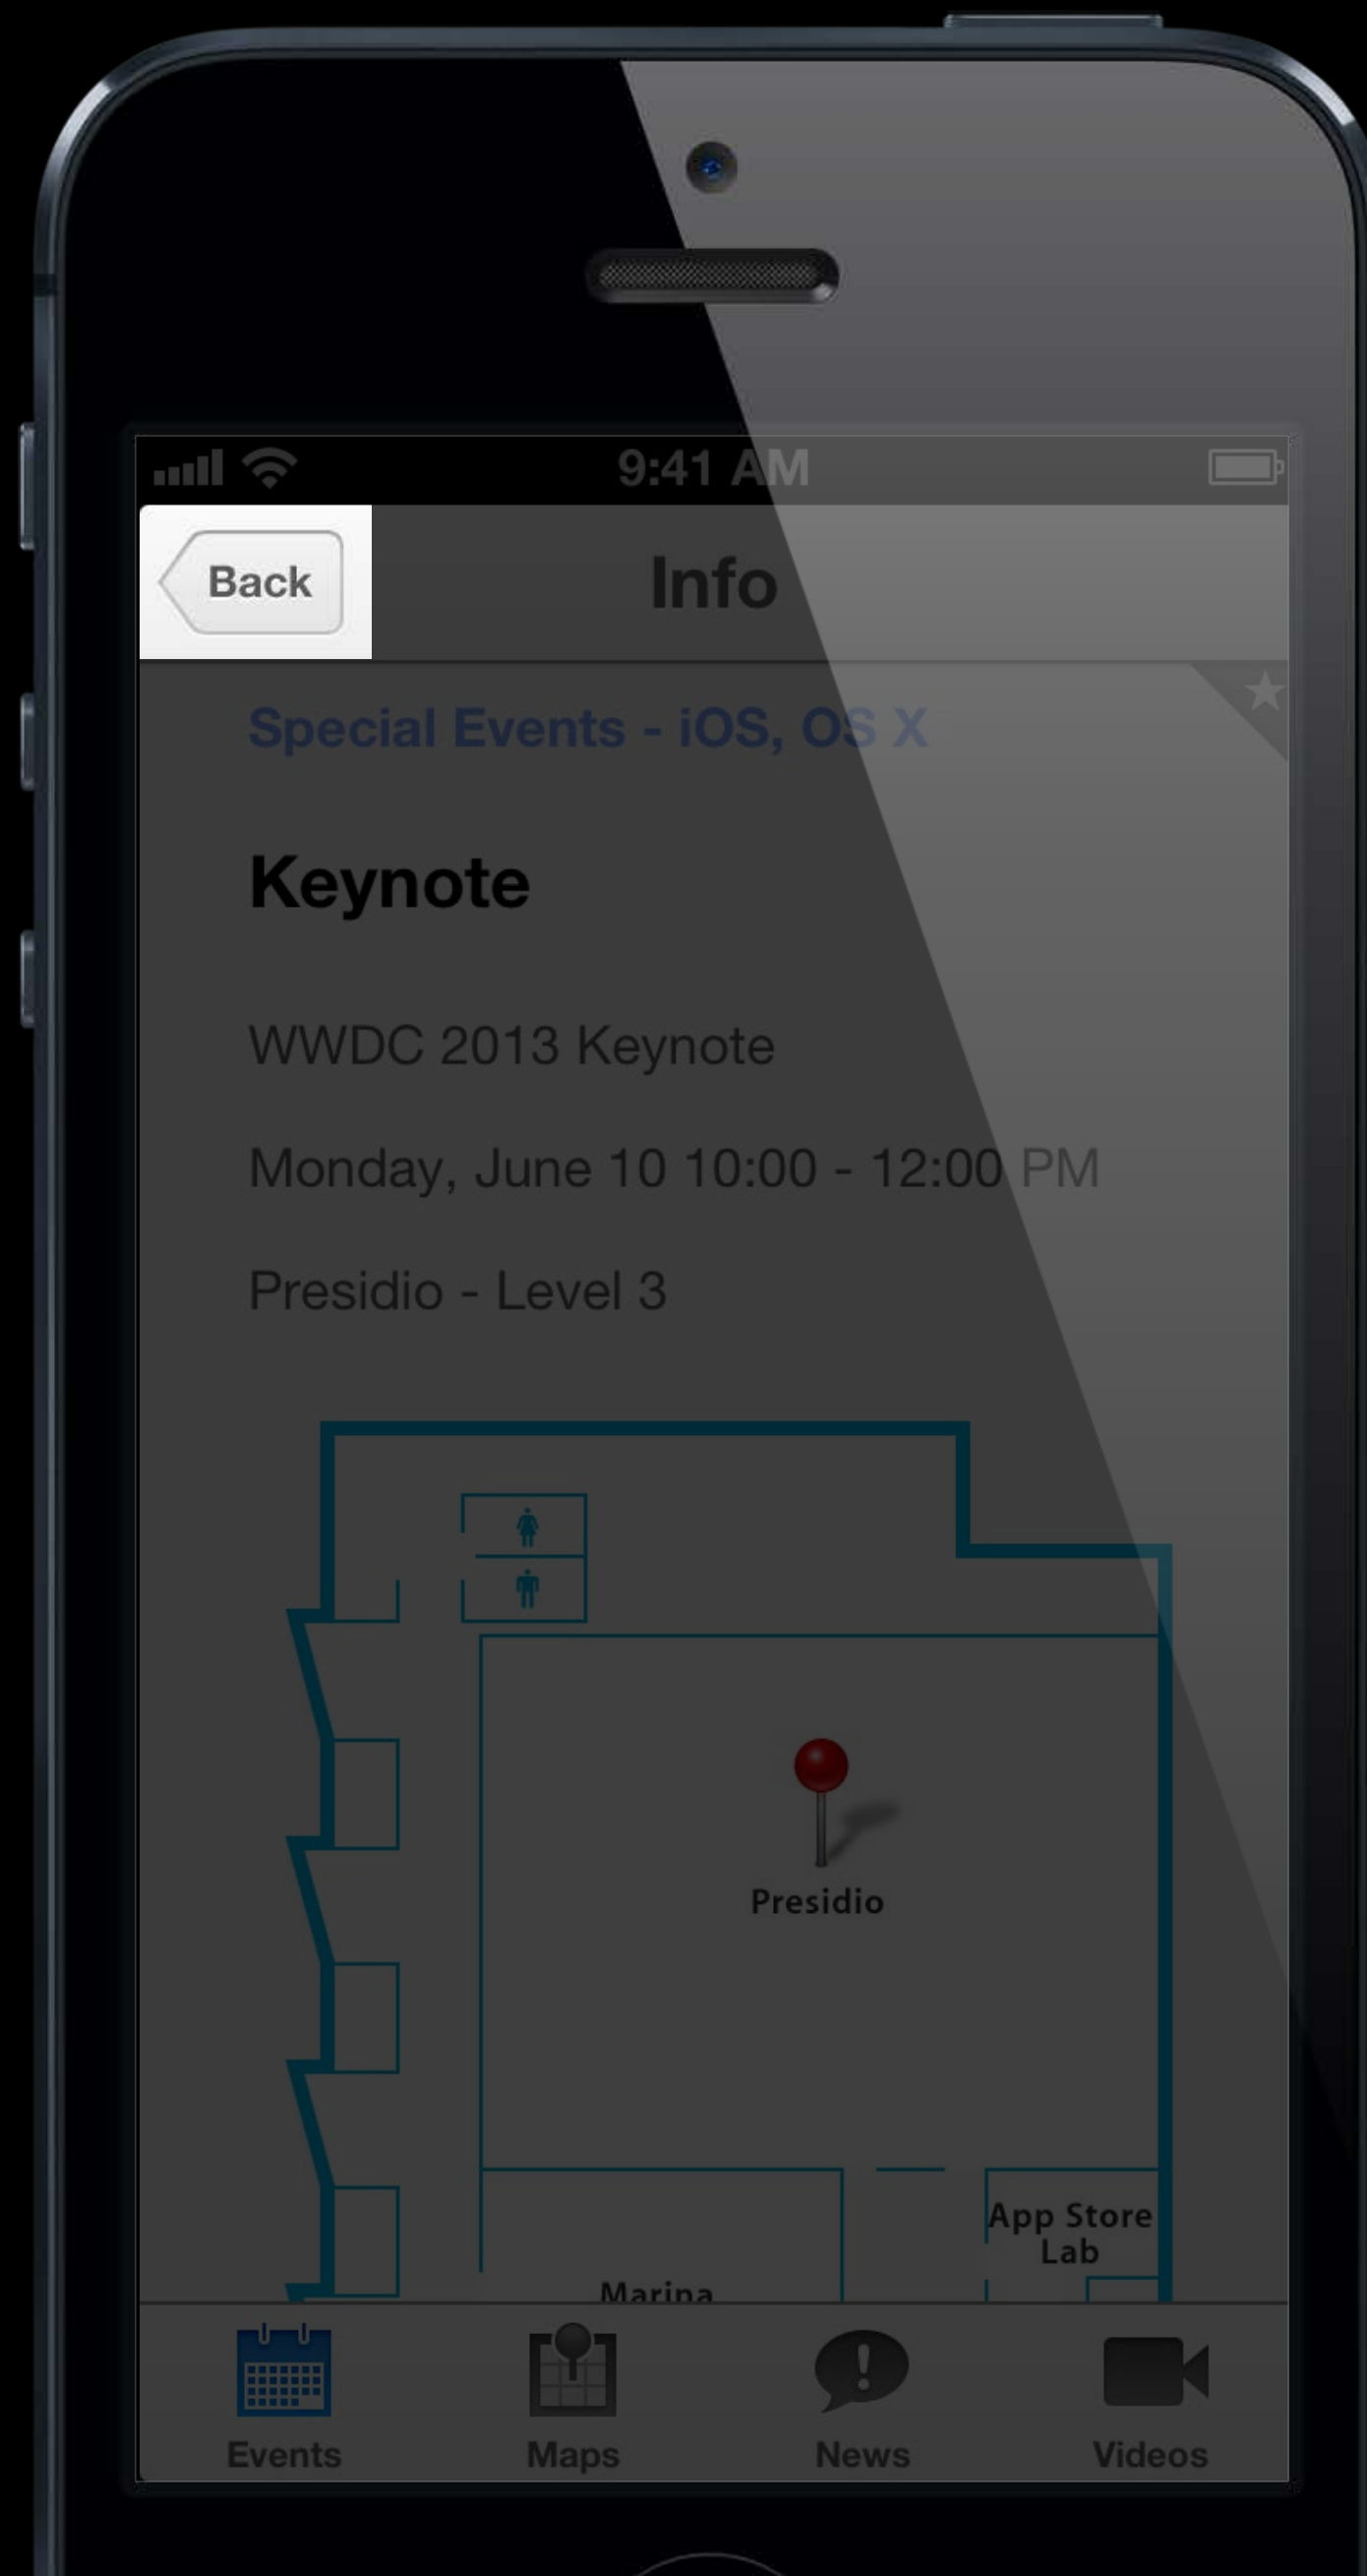 9:41 AM
Back
Info
Special Events - iOS, OS X
Keynote
WWDC 2013 Keynote
Monday, June 10 10:00 - 12:00 PM
Presidio - Level 3
Presidio
App Store
Lab
Marina
Events Maps News Videos